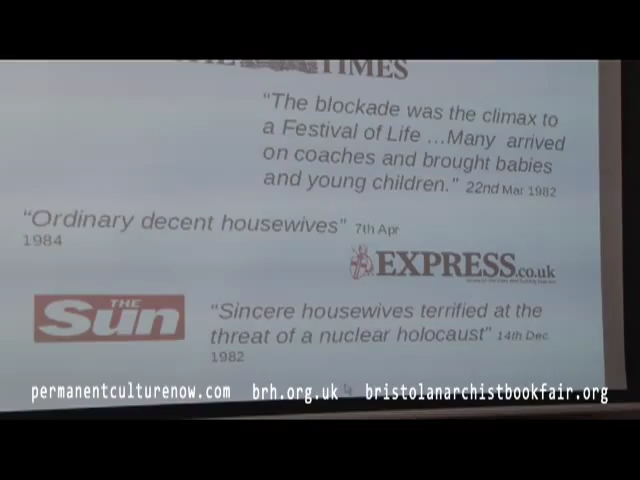 THE TIMES
“The blockade was the climax to
a Festival of Life …Many arrived
on coaches and brought babies
and young children.” 22nd Mar 1982
“Ordinary decent housewives” 7th Apr
1984
EXPRESS.co.uk
THE Sun
“Sincere housewives terrified at the
threat of a nuclear holocaust” 14th Dec
1982
permanentculturenow.com brh.org.uk bristolanarchistbookfair.org